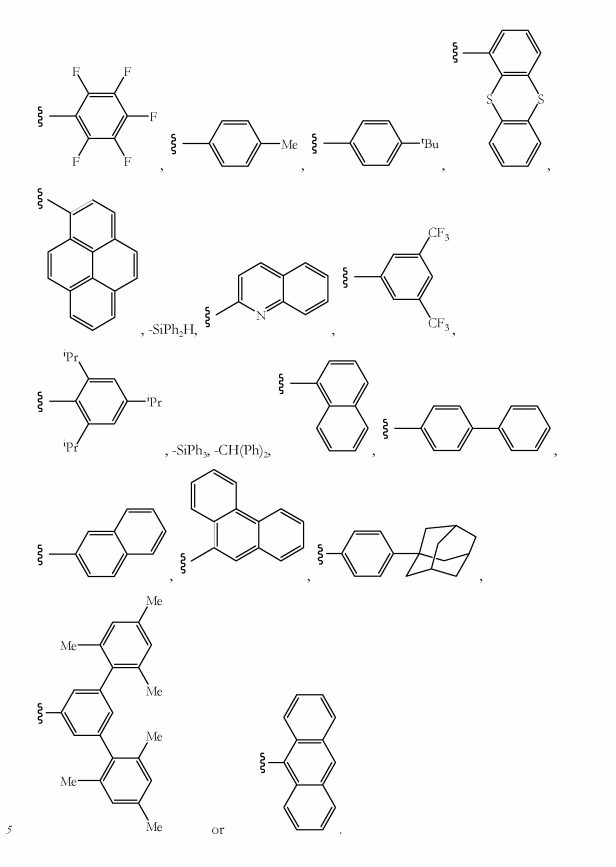 F F
F
F F ,
Me ,
ᵗBu ,
S S ,
, -SiPh₂H,
N ,
CF₃
CF₃ ,
ⁱPr
ⁱPr
ⁱPr
, -SiPh₃, -CH(Ph)₂,
,
,
,
,
,
Me
Me
Me
Me
Me
Me
5
or
.